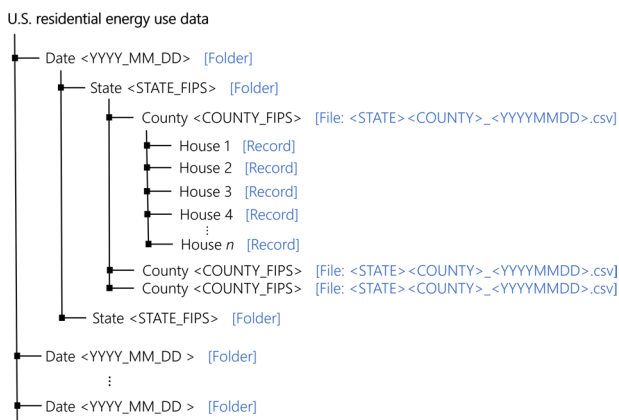 U.S. residential energy use data
Date <YYYY_MM_DD> [Folder]
State <STATE_FIPS> [Folder]
County <COUNTY_FIPS> [File: <STATE><COUNTY>_<YYYYMMDD>.csv]
House 1 [Record]
House 2 [Record]
House 3 [Record]
House 4 [Record]
⋮
House n [Record]
County <COUNTY_FIPS> [File: <STATE><COUNTY>_<YYYYMMDD>.csv]
County <COUNTY_FIPS> [File: <STATE><COUNTY>_<YYYYMMDD>.csv]
State <STATE_FIPS> [Folder]
Date <YYYY_MM_DD > [Folder]
⋮
Date <YYYY_MM_DD > [Folder]